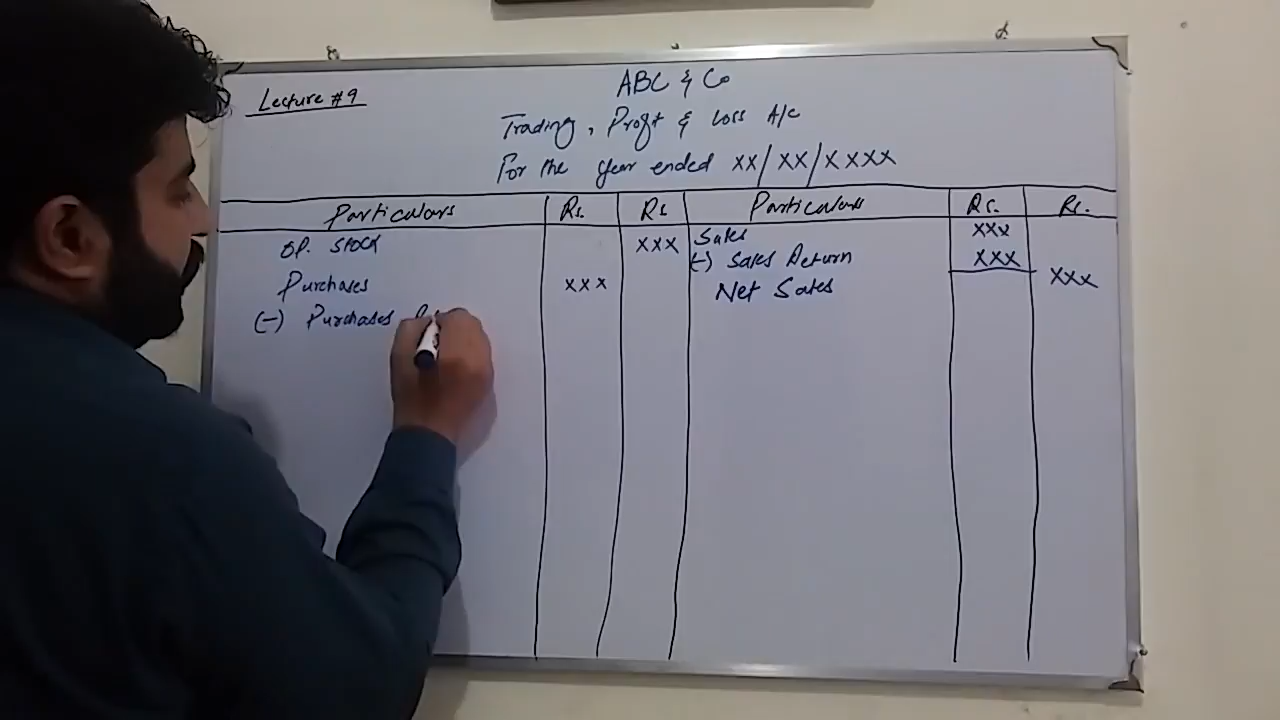 Lecture #9
ABC & Co
Trading, Profit & Loss A/c
For the year ended xx/xx/xxxx
Particulars Rs. Rs Particulars Rs. Rs.
OP. STOCK xxx
Purchases xxx
(-) Purchases
Sales xxx
(-) Sales Return xxx
Net Sales xxx